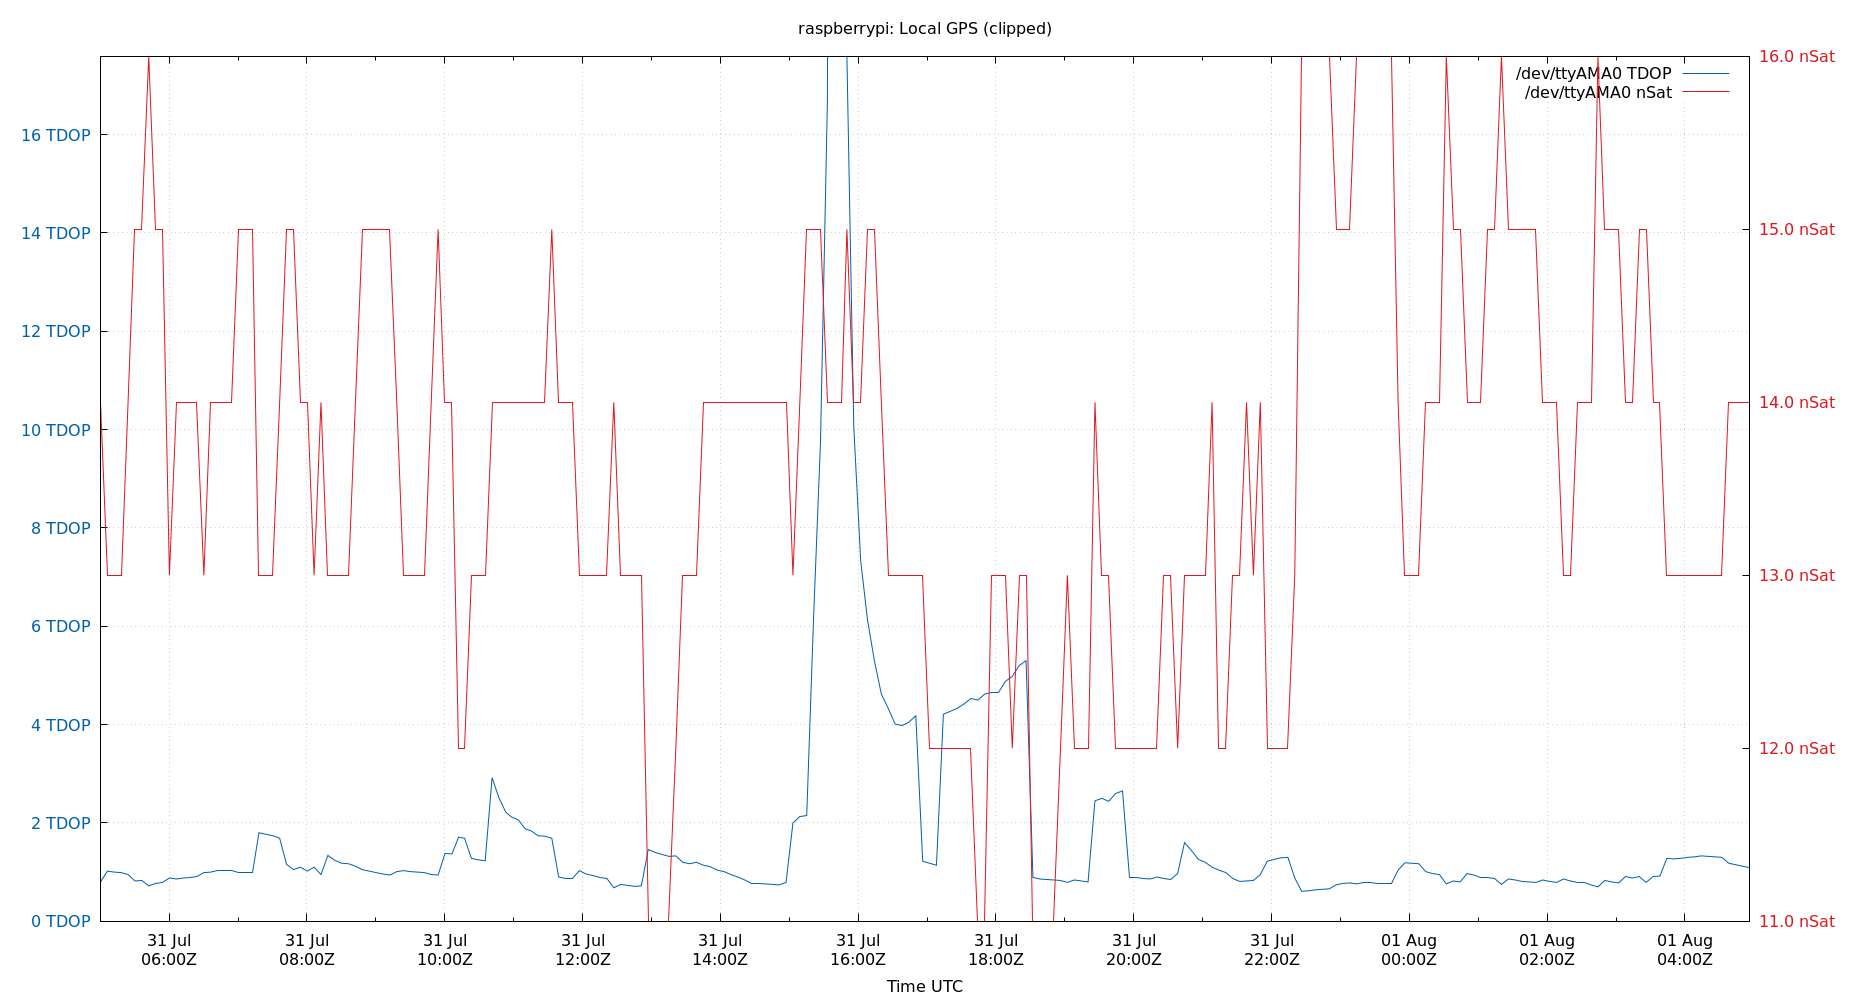 raspberrypi: Local GPS (clipped)
/dev/ttyAMA0 TDOP
/dev/ttyAMA0 nSat
16 TDOP
14 TDOP
12 TDOP
10 TDOP
8 TDOP
6 TDOP
4 TDOP
2 TDOP
0 TDOP
16.0 nSat
15.0 nSat
14.0 nSat
13.0 nSat
12.0 nSat
11.0 nSat
31 Jul 31 Jul 31 Jul 31 Jul 31 Jul 31 Jul 31 Jul 31 Jul 31 Jul 01 Aug 01 Aug 01 Aug
06:00Z 08:00Z 10:00Z 12:00Z 14:00Z 16:00Z 18:00Z 20:00Z 22:00Z 00:00Z 02:00Z 04:00Z
Time UTC